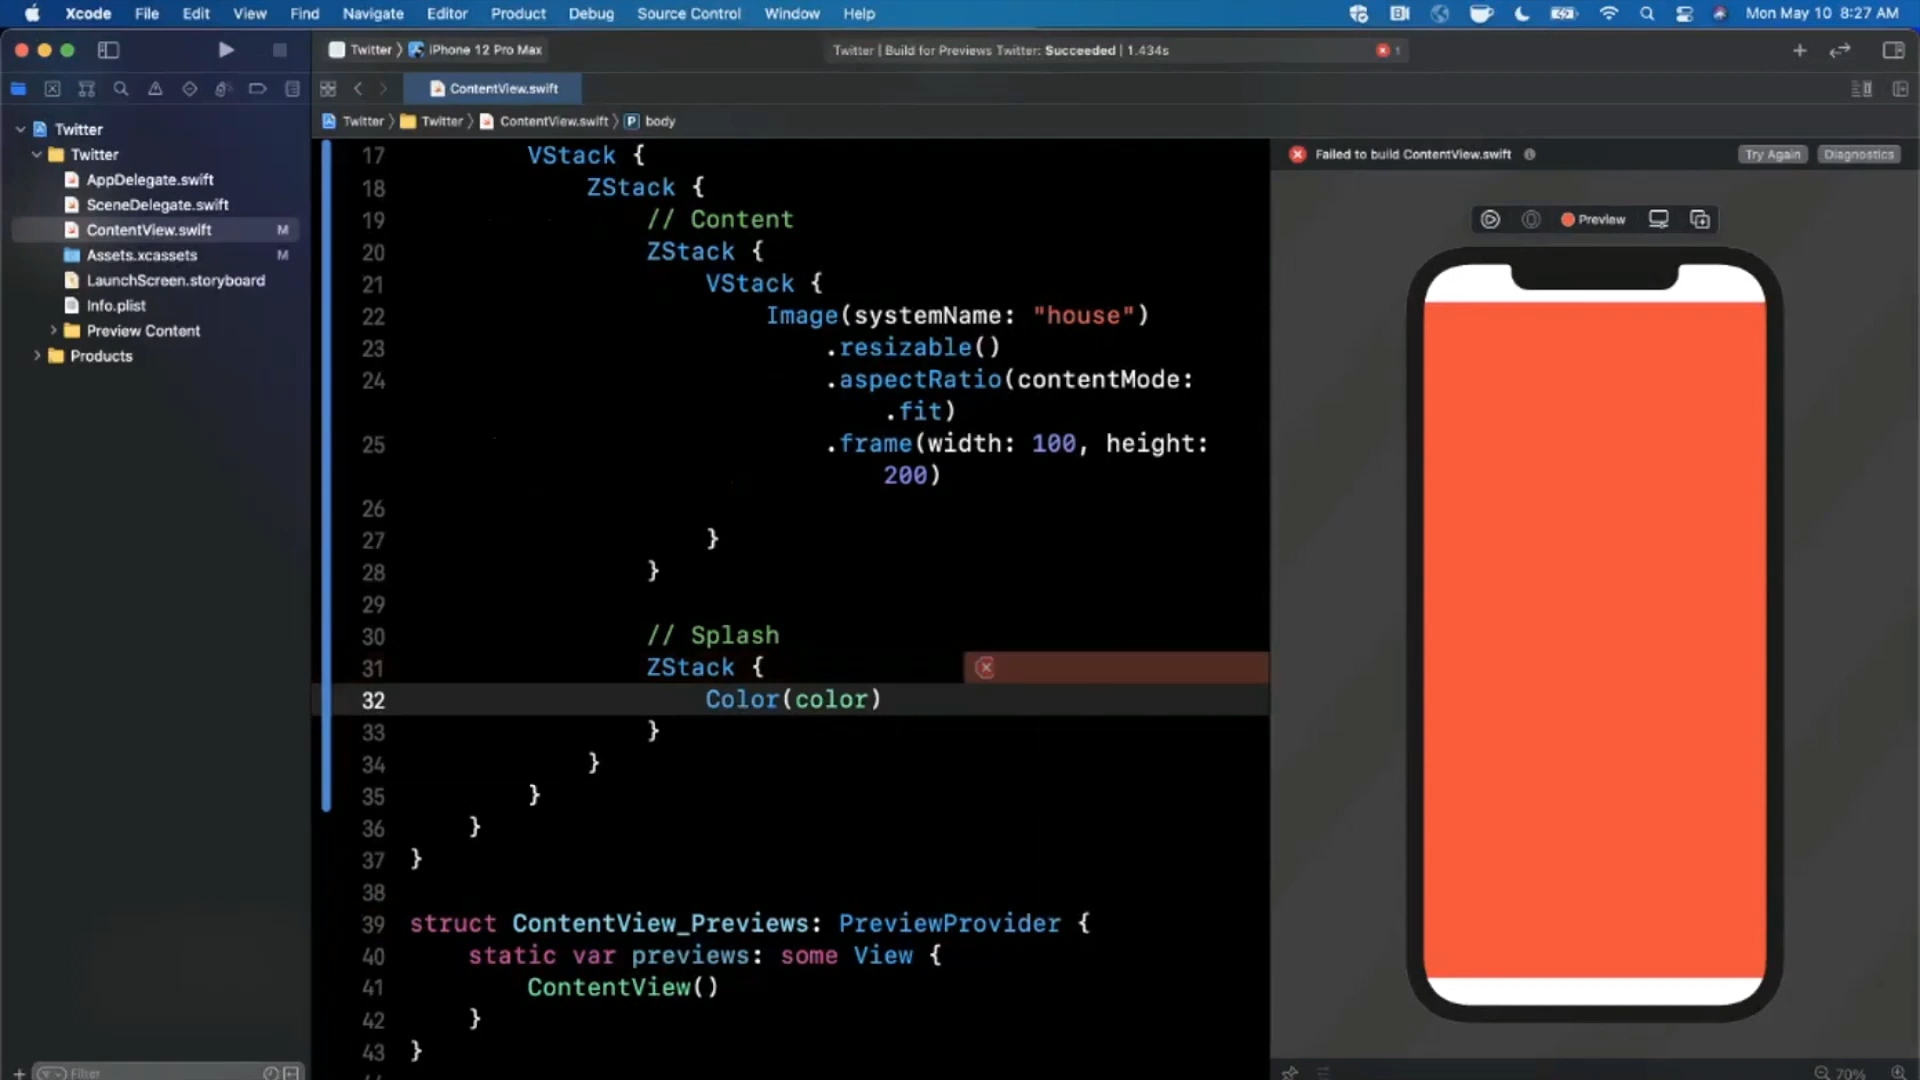 Xcode File Edit View Find Navigate Editor Product Debug Source Control Window Help Mon May 10 8:27 AM
Twitter iPhone 12 Pro Max Twitter | Build for Previews Twitter: Succeeded | 1.434s 1
ContentView.swift
Twitter Twitter ContentView.swift P body
Twitter
Twitter
AppDelegate.swift
SceneDelegate.swift
ContentView.swift M
Assets.xcassets M
LaunchScreen.storyboard
Info.plist
Preview Content
Products
Filter
17 VStack {
18 ZStack {
19 // Content
20 ZStack {
21 VStack {
22 Image(systemName: "house")
23 .resizable()
24 .aspectRatio(contentMode:
.fit)
25 .frame(width: 100, height:
200)
26
27 }
28 }
29
30 // Splash
31 ZStack {
32 Color(color)
33 }
34 }
35 }
36 }
37 }
38
39 struct ContentView_Previews: PreviewProvider {
40 static var previews: some View {
41 ContentView()
42 }
43 }
Failed to build ContentView.swift Try Again Diagnostics
Preview
70%